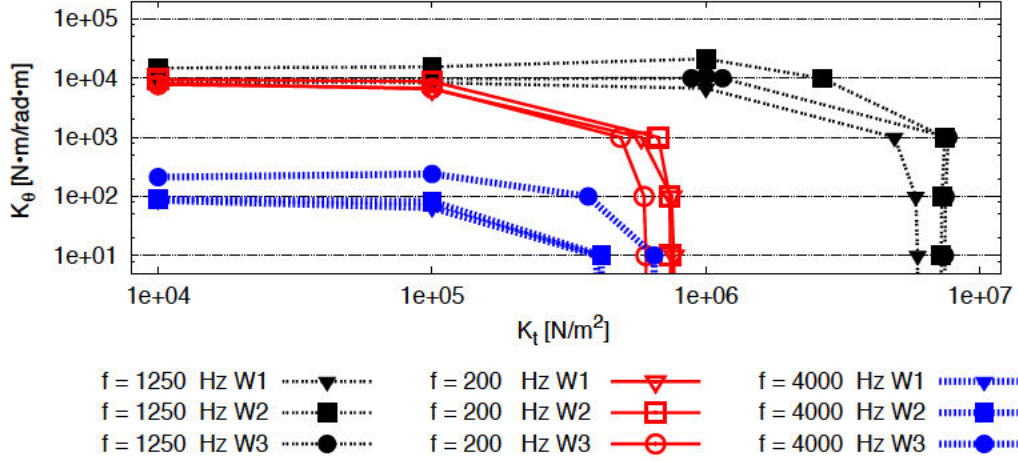 1e+05
1e+04
1e+03
1e+02
1e+01
Kθ [N•m/rad•m]
1e+04 1e+05 1e+06 1e+07
Kt [N/m²]
f = 1250 Hz W1 f = 200 Hz W1 f = 4000 Hz W1
f = 1250 Hz W2 f = 200 Hz W2 f = 4000 Hz W2
f = 1250 Hz W3 f = 200 Hz W3 f = 4000 Hz W3